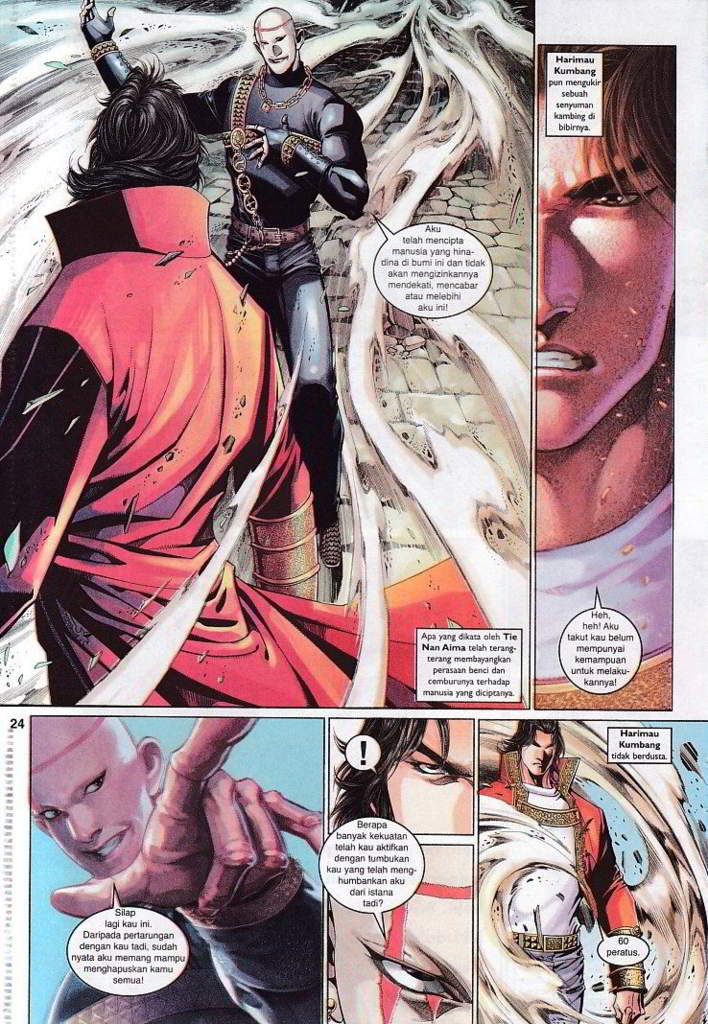 Aku
telah mencipta
manusia yang hina-
dina di bumi ini dan tidak
akan mengizinkannya
mendekati, mencabar
atau melebihi
aku ini!
Apa yang dikata oleh Tie
Nan Aima telah terang-
terang membayangkan
perasaan benci dan
cemburunya terhadap
manusia yang diciptanya.
Harimau
Kumbang
pun mengukir
sebuah
senyuman
kambing di
bibirnya.
Heh,
heh! Aku
takut kau belum
mempunyai
kemampuan
untuk melaku-
kannya!
24
Silap
lagi kau ini.
Daripada pertarungan
dengan kau tadi, sudah
nyata aku memang mampu
menghapuskan kamu
semua!
!
Berapa
banyak kekuatan
telah kau aktifkan
dengan tumbukan
kau yang telah meng-
humbankan aku
dari istana
tadi?
Harimau
Kumbang
tidak berdusta.
60
peratus.